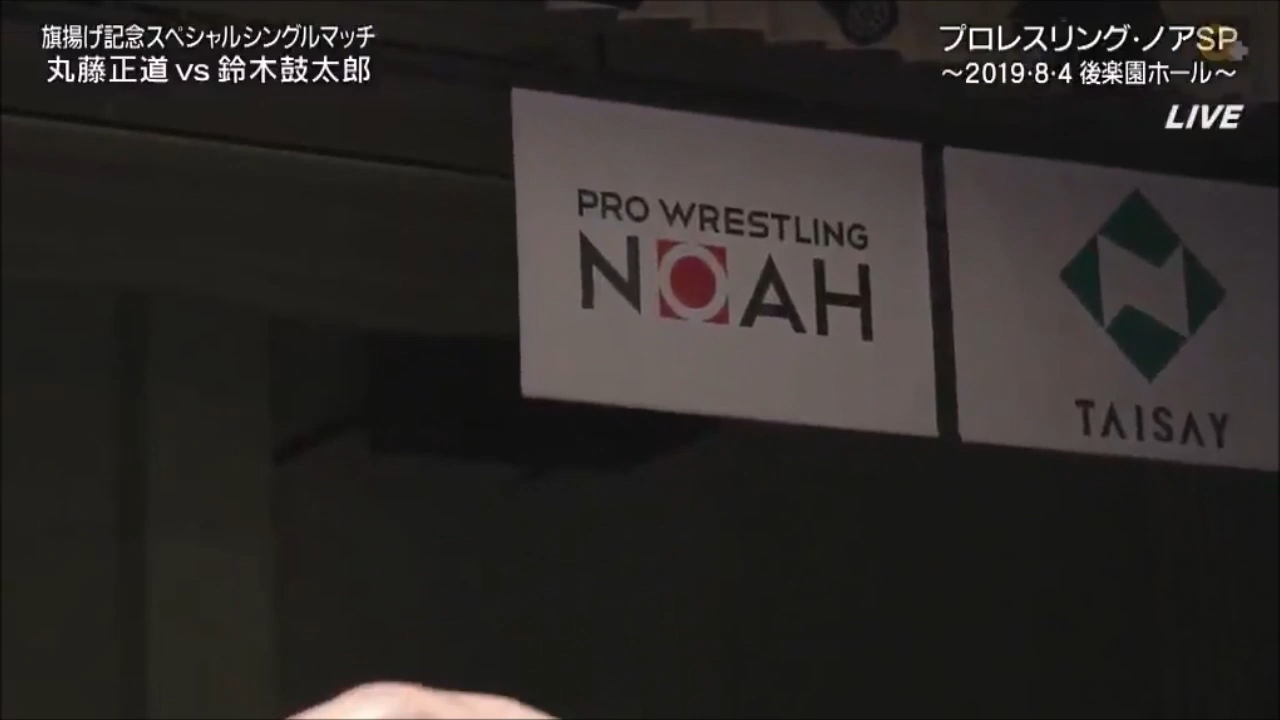 旗揚げ記念スペシャルシングルマッチ
丸藤正道 vs 鈴木鼓太郎
プロレスリング・ノアSP
～2019・8・4 後楽園ホール～
LIVE
PRO WRESTLING
NOAH
TAISAY